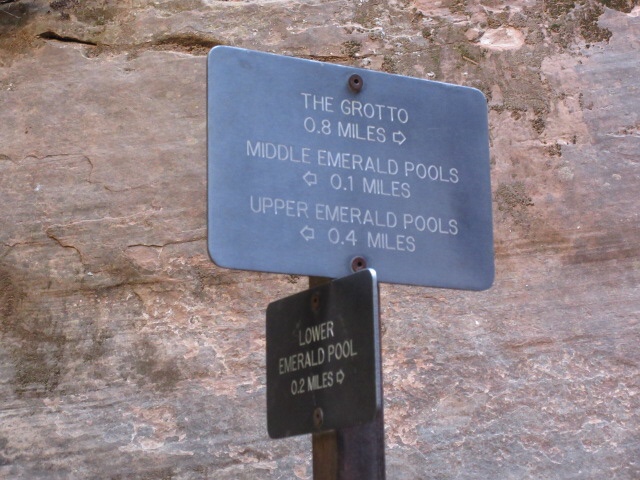 THE GROTTO
0.8 MILES ⇨
MIDDLE EMERALD POOLS
⇦ 0.1 MILES
UPPER EMERALD POOLS
⇦ 0.4 MILES
LOWER
EMERALD POOL
0.2 MILES ⇨